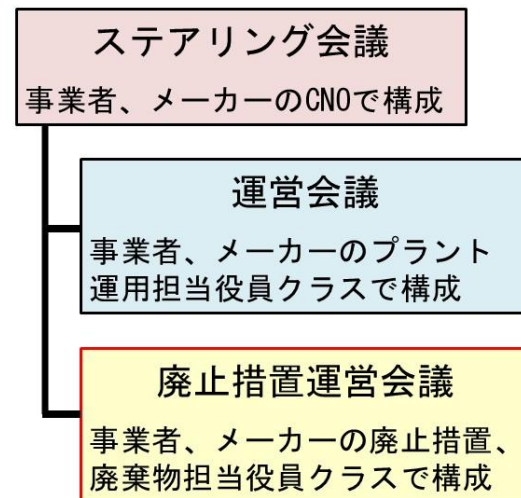 ステアリング会議
事業者、メーカーのCNOで構成
運営会議
事業者、メーカーのプラント
運用担当役員クラスで構成
廃止措置運営会議
事業者、メーカーの廃止措置、
廃棄物担当役員クラスで構成